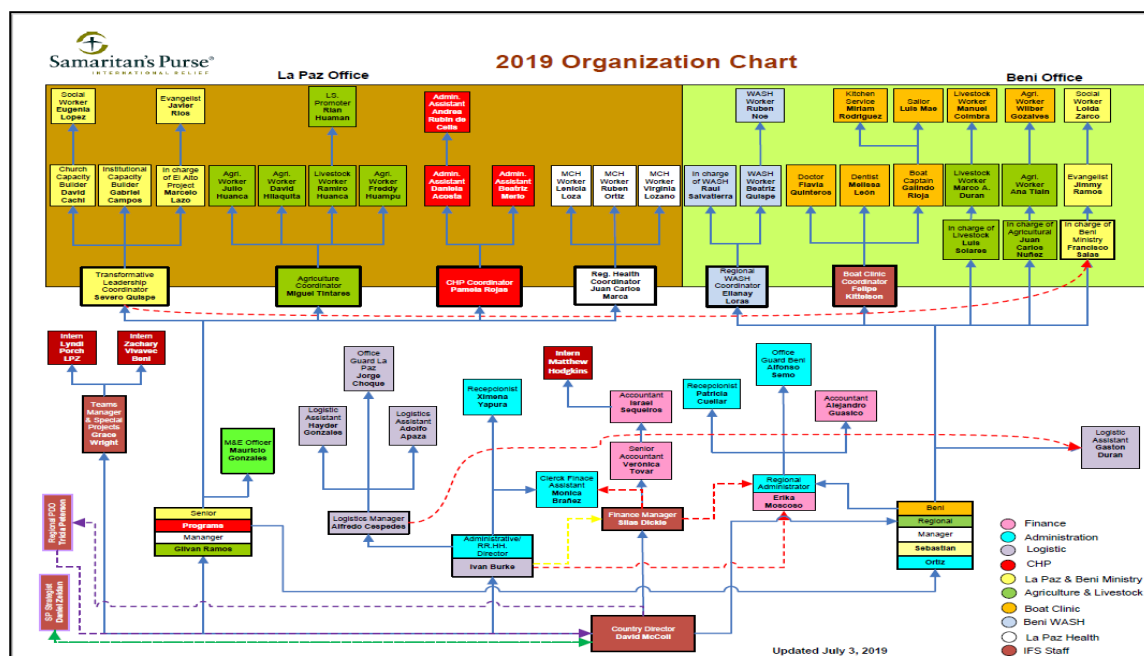 Samaritan's Purse®
INTERNATIONAL RELIEF
2019 Organization Chart
La Paz Office
Beni Office
Social
Worker
Eugenia
Lopez
Evangelist
Javier
Rios
LS.
Promoter
Rian
Huaman
Admin.
Assistant
Andrea
Rubin de
Celis
WASH
Worker
Ruben
Noe
Kitchen
Service
Miriam
Rodriguez
Sailor
Luis Mae
Livestock
Worker
Manuel
Coimbra
Agri.
Worker
Wilber
Gozalves
Social
Worker
Loida
Zarco
Church
Capacity
Builder
David
Cachi
Institutional
Capacity
Builder
Gabriel
Campos
In charge
of El Alto
Project
Marcelo
Lazo
Agri.
Worker
Julio
Huanca
Agri.
Worker
David
Hilaquita
Livestock
Worker
Ramiro
Huanca
Agri.
Worker
Freddy
Huampu
Admin.
Assistant
Daniela
Acosta
Admin.
Assistant
Beatriz
Merlo
MCH
Worker
Lenicia
Loza
MCH
Worker
Ruben
Ortiz
MCH
Worker
Virginia
Lozano
In charge
of WASH
Raul
Salvatierra
WASH
Worker
Beatriz
Quispe
Doctor
Flavia
Quinteros
Dentist
Melissa
León
Boat
Captain
Galindo
Rioja
Livestock
Worker
Marco A.
Duran
Agri.
Worker
Ana Tiain
Evangelist
Jimmy
Ramos
In charge of
Livestock
Luis
Solares
In charge of
Agricultural
Juan
Carlos
Nuñez
In charge of
Beni
Ministry
Francisco
Salas
Transformative
Leadership
Coordinator
Severo Quispe
Agriculture
Coordinator
Miguel Tintares
CHP Coordinator
Pamela Rojas
Reg. Health
Coordinator
Juan Carlos
Marca
Regional
WASH
Coordinator
Ellanay
Loras
Boat Clinic
Coordinator
Felipe
Kittelson
Intern
Lyndi
Porch
LPZ
Intern
Zachary
Vivavec
Beni
Office
Guard La
Paz
Jorge
Choque
Intern
Matthew
Hodgkins
Office
Guard Beni
Alfonso
Semo
Recepcionist
Ximena
Yapura
Accountant
Israel
Sequeiros
Recepcionist
Patricia
Cuellar
Accountant
Alejandro
Guasico
Teams
Manager
& Special
Projects
Grace
Wright
Logistic
Assistant
Hayder
Gonzales
Logistics
Assistant
Adolfo
Apaza
M&E Officer
Mauricio
Gonzales
Senior
Accountant
Verónica
Tovar
Logistic
Assistant
Gaston
Duran
Clerck Finace
Assistant
Monica
Brañez
Regional
Administrator
Erika
Moscoso
Regional PDO
Tricia Peterson
Senior
Programs
Mananger
Gilvan Ramos
Logistics Manager
Alfredo Cespedes
Finance Manager
Silas Dickie
Administrative/
RR.HH.
Director
Ivan Burke
Beni
Regional
Manager
Sebastian
Ortiz
SP Strategist
Daniel Zeidan
Country Director
David McCoil
Updated July 3, 2019
Finance
Administration
Logistic
CHP
La Paz & Beni Ministry
Agriculture & Livestock
Boat Clinic
Beni WASH
La Paz Health
IFS Staff